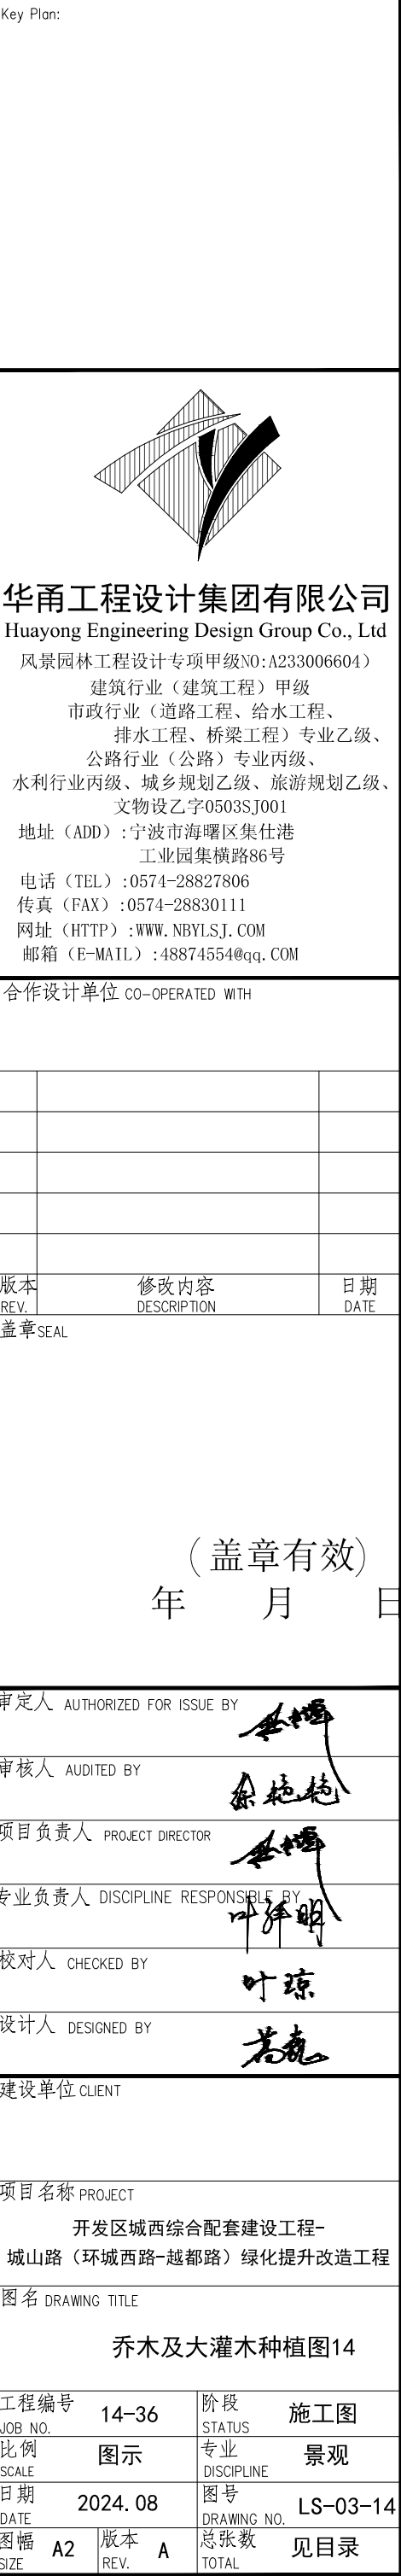 Key Plan:
华甬工程设计集团有限公司
Huayong Engineering Design Group Co., Ltd
风景园林工程设计专项甲级NO:A233006604）
建筑行业（建筑工程）甲级
市政行业（道路工程、给水工程、
排水工程、桥梁工程）专业乙级、
公路行业（公路）专业丙级、
水利行业丙级、城乡规划乙级、旅游规划乙级、
文物设乙字0503SJ001
地址（ADD）:宁波市海曙区集仕港
工业园集横路86号
电话（TEL）:0574-28827806
传真（FAX）:0574-28830111
网址（HTTP）:WWW.NBYLSJ.COM
邮箱（E-MAIL）:48874554@qq.COM
合作设计单位 CO-OPERATED WITH
版本 修改内容 日期
REV. DESCRIPTION DATE
盖章SEAL
（盖章有效）
年 月 日
审定人 AUTHORIZED FOR ISSUE BY
审核人 AUDITED BY
项目负责人 PROJECT DIRECTOR
专业负责人 DISCIPLINE RESPONSIBLE BY
校对人 CHECKED BY 叶琼
设计人 DESIGNED BY
建设单位 CLIENT
项目名称 PROJECT
开发区城西综合配套建设工程-
城山路（环城西路-越都路）绿化提升改造工程
图名 DRAWING TITLE
乔木及大灌木种植图14
工程编号 14-36 阶段 施工图
JOB NO. STATUS
比例 图示 专业 景观
SCALE DISCIPLINE
日期 2024.08 图号 LS-03-14
DATE DRAWING NO.
图幅 A2 版本 A 总张数 见目录
SIZE REV. TOTAL